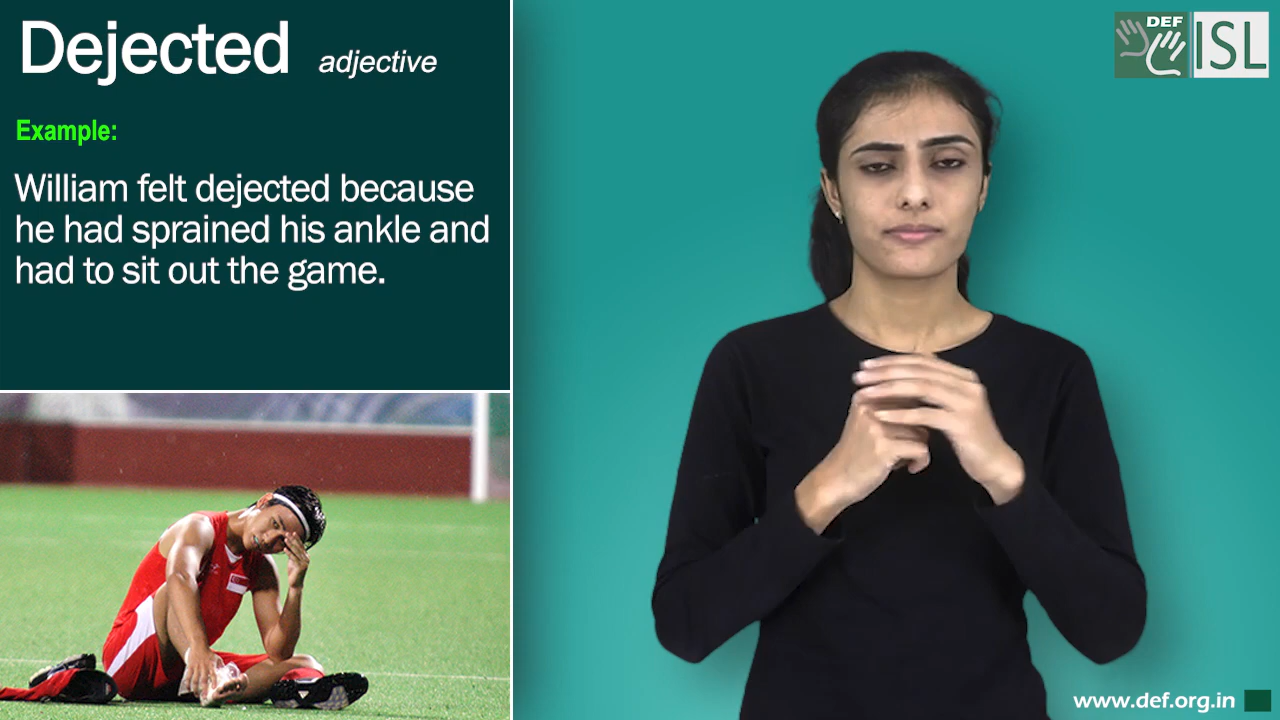 Dejected adjective
Example:
William felt dejected because
he had sprained his ankle and
had to sit out the game.
DEF
ISL
www.def.org.in